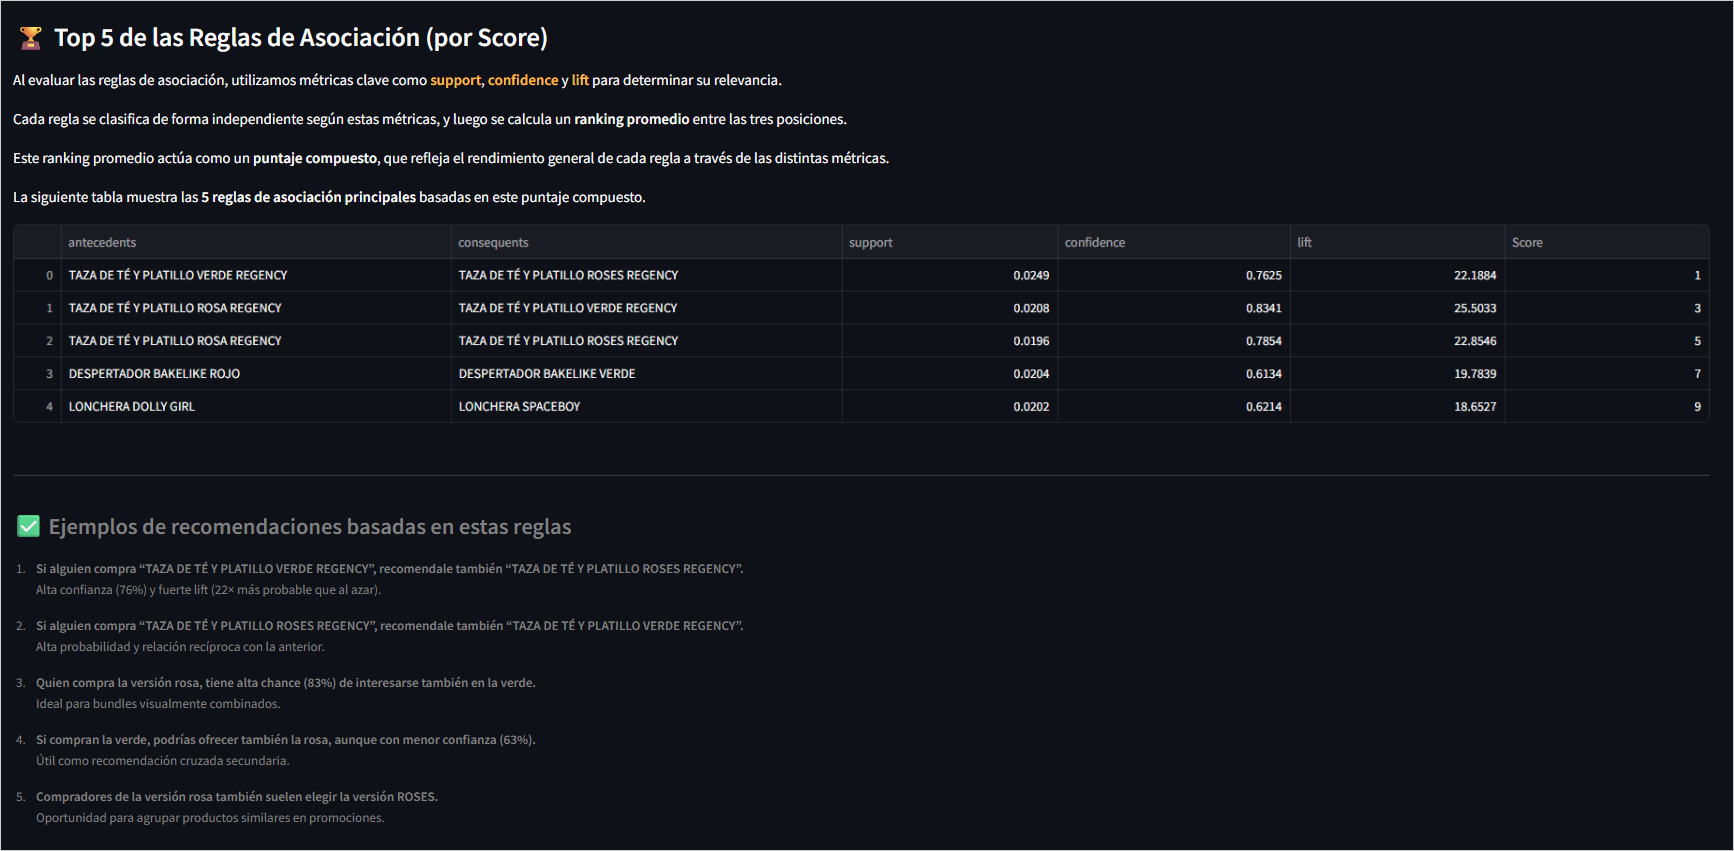 🏆 Top 5 de las Reglas de Asociación (por Score)
Al evaluar las reglas de asociación, utilizamos métricas clave como support, confidence y lift para determinar su relevancia.
Cada regla se clasifica de forma independiente según estas métricas, y luego se calcula un ranking promedio entre las tres posiciones.
Este ranking promedio actúa como un puntaje compuesto, que refleja el rendimiento general de cada regla a través de las distintas métricas.
La siguiente tabla muestra las 5 reglas de asociación principales basadas en este puntaje compuesto.
antecedents consequents support confidence lift Score
0 TAZA DE TÉ Y PLATILLO VERDE REGENCY TAZA DE TÉ Y PLATILLO ROSES REGENCY 0.0249 0.7625 22.1884 1
1 TAZA DE TÉ Y PLATILLO ROSA REGENCY TAZA DE TÉ Y PLATILLO VERDE REGENCY 0.0208 0.8341 25.5033 3
2 TAZA DE TÉ Y PLATILLO ROSA REGENCY TAZA DE TÉ Y PLATILLO ROSES REGENCY 0.0196 0.7854 22.8546 5
3 DESPERTADOR BAKELIKE ROJO DESPERTADOR BAKELIKE VERDE 0.0204 0.6134 19.7839 7
4 LONCHERA DOLLY GIRL LONCHERA SPACEBOY 0.0202 0.6214 18.6527 9
✅ Ejemplos de recomendaciones basadas en estas reglas
1. Si alguien compra “TAZA DE TÉ Y PLATILLO VERDE REGENCY”, recomendale también “TAZA DE TÉ Y PLATILLO ROSES REGENCY”.
Alta confianza (76%) y fuerte lift (22× más probable que al azar).
2. Si alguien compra “TAZA DE TÉ Y PLATILLO ROSES REGENCY”, recomendale también “TAZA DE TÉ Y PLATILLO VERDE REGENCY”.
Alta probabilidad y relación recíproca con la anterior.
3. Quien compra la versión rosa, tiene alta chance (83%) de interesarse también en la verde.
Ideal para bundles visualmente combinados.
4. Si compran la verde, podrías ofrecer también la rosa, aunque con menor confianza (63%).
Útil como recomendación cruzada secundaria.
5. Compradores de la versión rosa también suelen elegir la versión ROSES.
Oportunidad para agrupar productos similares en promociones.